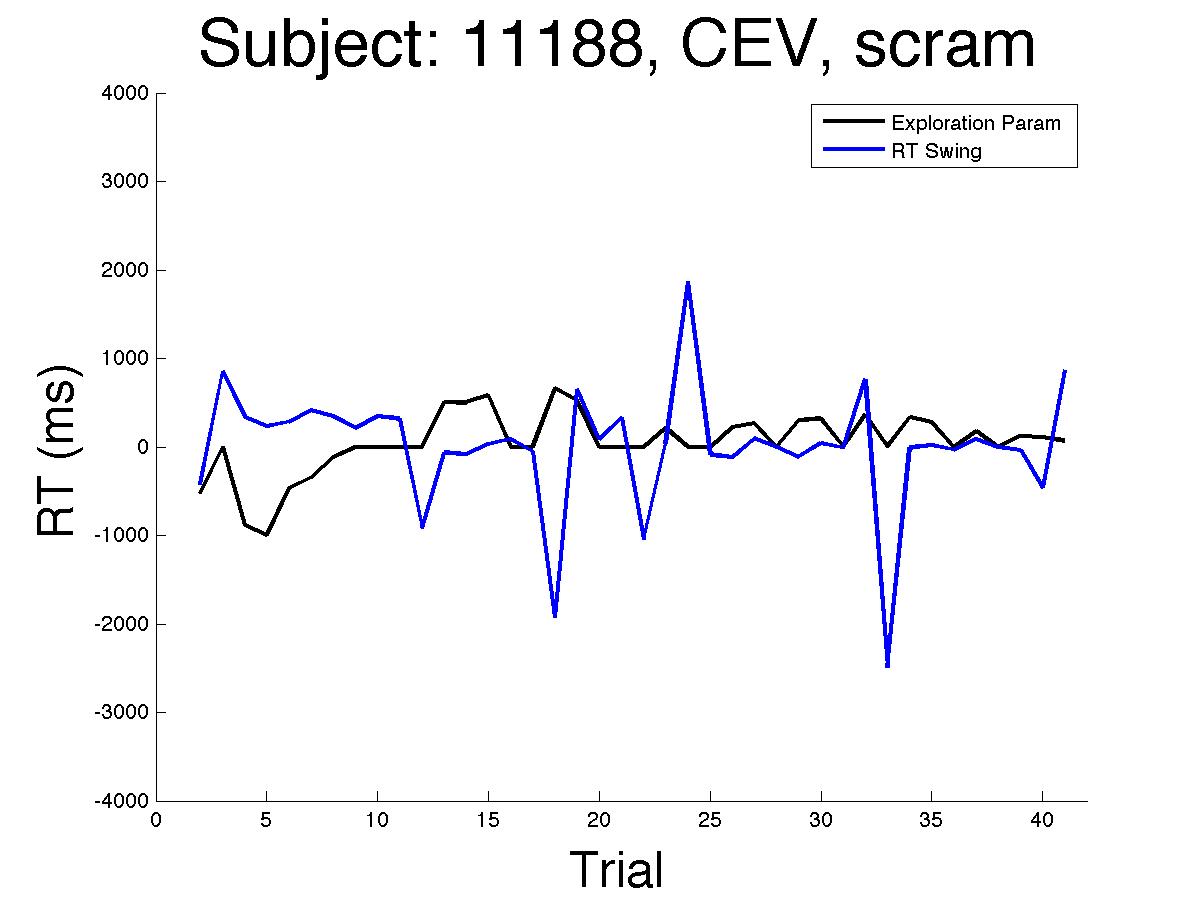 Subject: 11188, CEV, scram
Exploration Param
RT Swing
RT (ms)
4000
3000
2000
1000
0
-1000
-2000
-3000
-4000
0 5 10 15 20 25 30 35 40
Trial